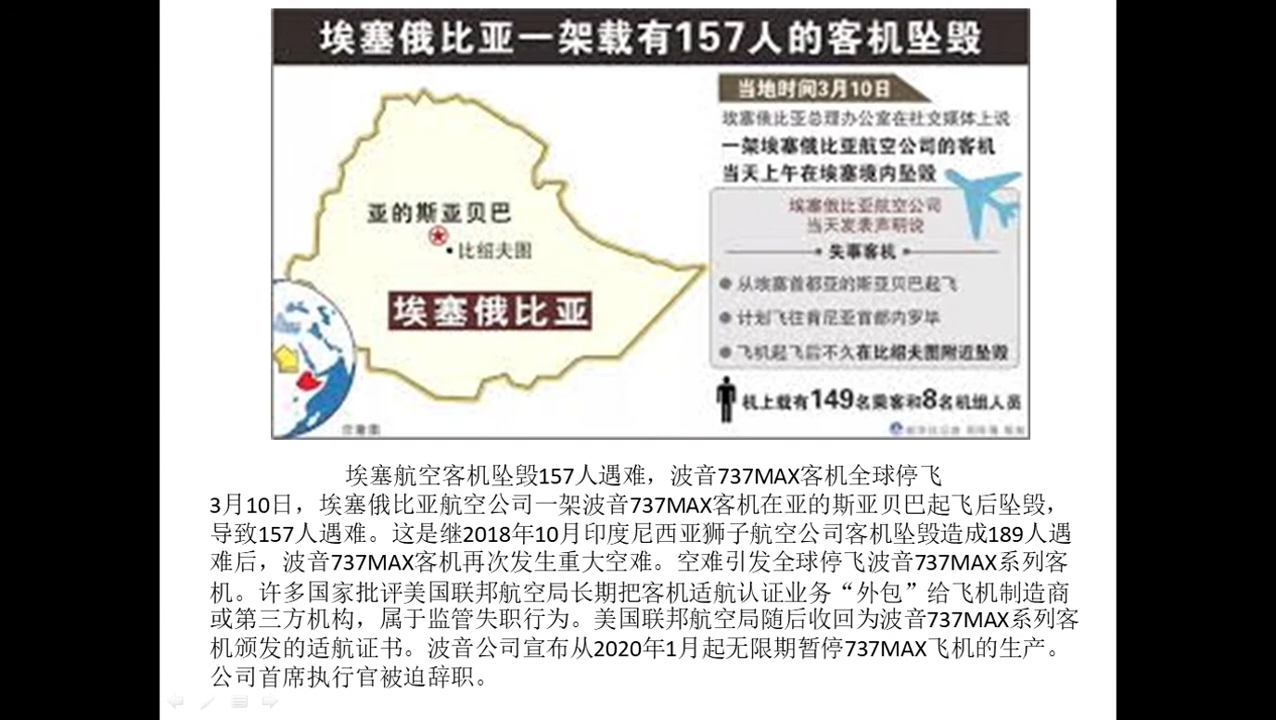 埃塞俄比亚一架载有157人的客机坠毁
当地时间3月10日
埃塞俄比亚总理办公室在社交媒体上说
一架埃塞俄比亚航空公司的客机
当天上午在埃塞境内坠毁
埃塞俄比亚航空公司
当天发表声明说
失事客机
从埃塞首都亚的斯亚贝巴起飞
计划飞往肯尼亚首都内罗毕
飞机起飞后不久在比绍夫图附近坠毁
机上载有149名乘客和8名机组人员
亚的斯亚贝巴
比绍夫图
埃塞俄比亚
示意图
埃塞航空客机坠毁157人遇难，波音737MAX客机全球停飞
3月10日，埃塞俄比亚航空公司一架波音737MAX客机在亚的斯亚贝巴起飞后坠毁，
导致157人遇难。这是继2018年10月印度尼西亚狮子航空公司客机坠毁造成189人遇
难后，波音737MAX客机再次发生重大空难。空难引发全球停飞波音737MAX系列客
机。许多国家批评美国联邦航空局长期把客机适航认证业务“外包”给飞机制造商
或第三方机构，属于监管失职行为。美国联邦航空局随后收回为波音737MAX系列客
机颁发的适航证书。波音公司宣布从2020年1月起无限期暂停737MAX飞机的生产。
公司首席执行官被迫辞职。